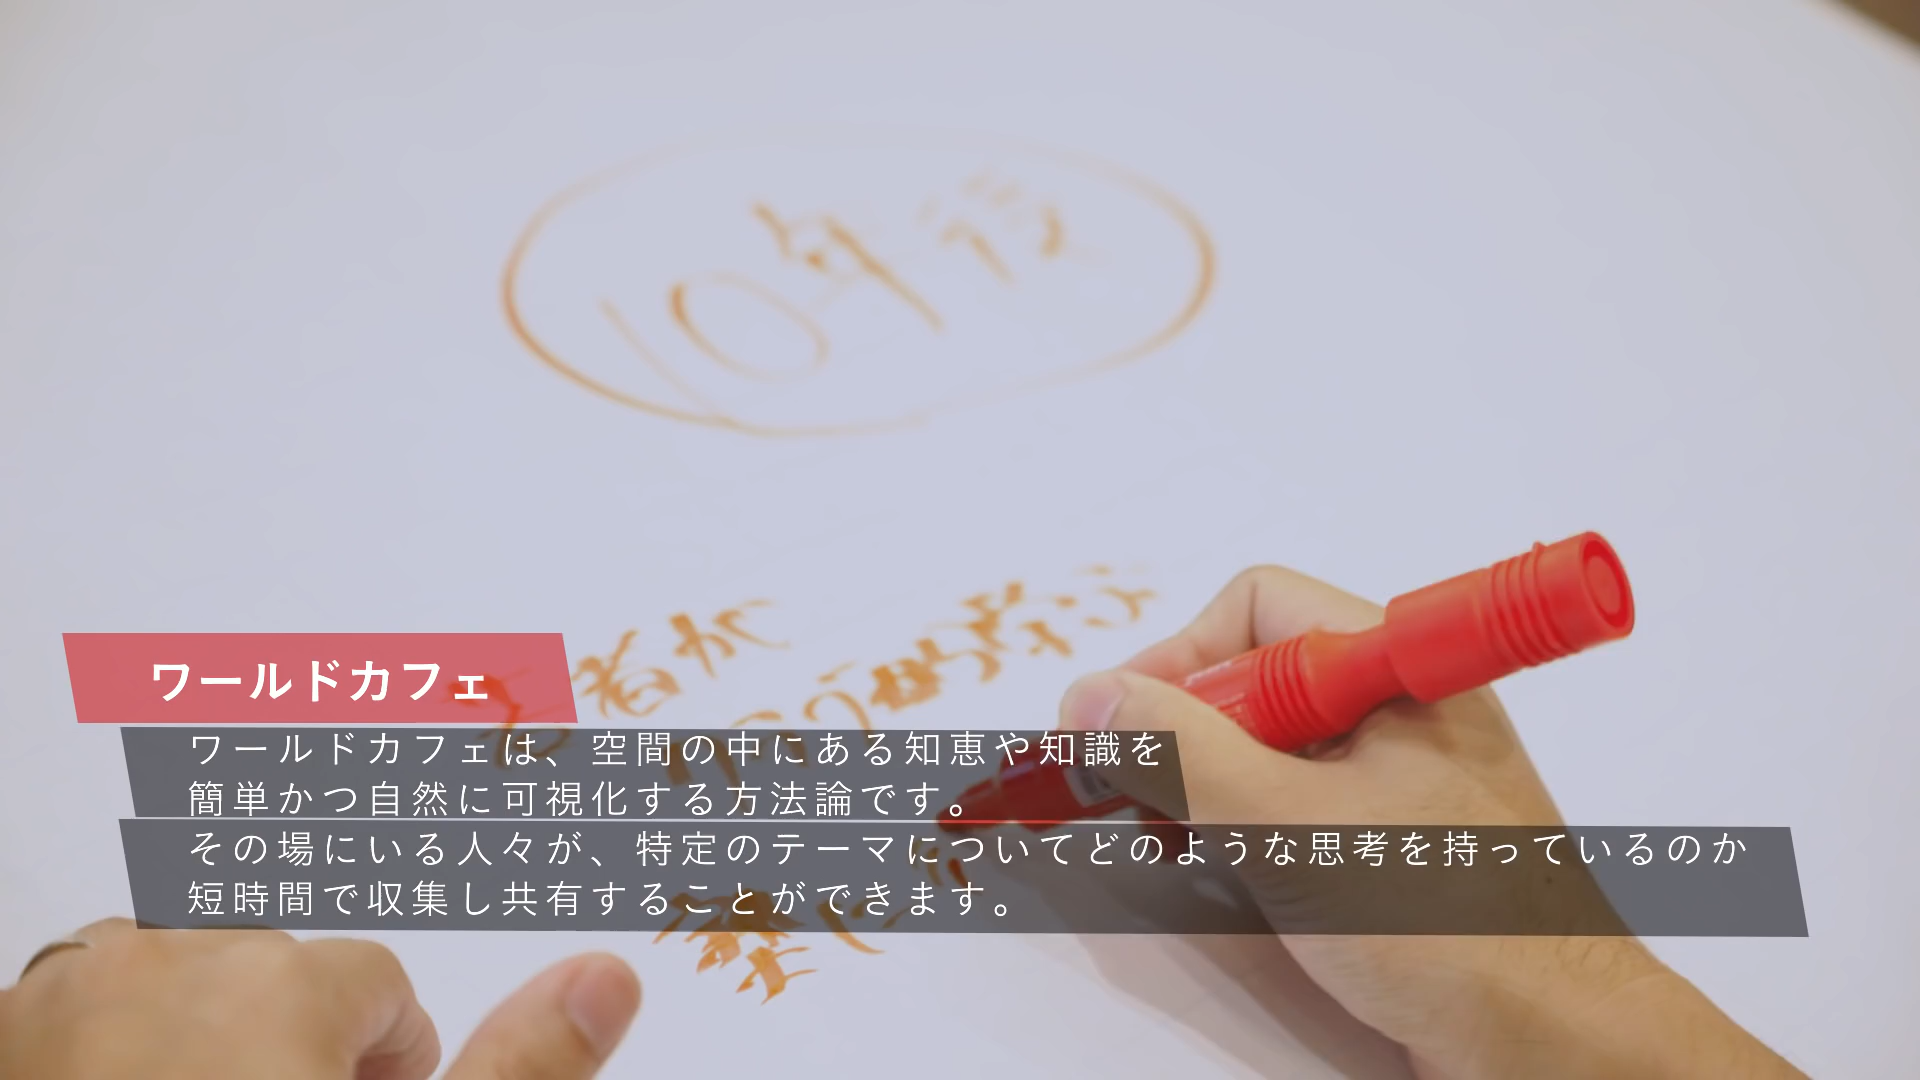 10年後
若者が
ワールドカフェ
ワールドカフェは、空間の中にある知恵や知識を
簡単かつ自然に可視化する方法論です。
その場にいる人々が、特定のテーマについてどのような思考を持っているのか
短時間で収集し共有することができます。